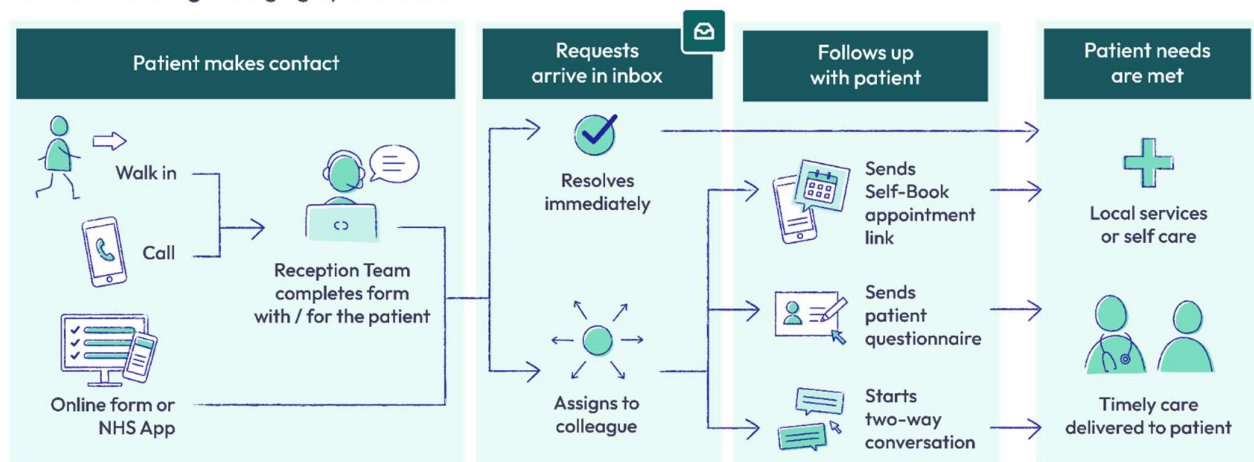 Patient makes contact
Walk in
Call
Reception Team
completes form
with / for the patient
Online form or
NHS App
Requests
arrive in inbox
Resolves
immediately
Assigns to
colleague
Follows up
with patient
Sends
Self-Book
appointment
link
Sends
patient
questionnaire
Starts
two-way
conversation
Patient needs
are met
Local services
or self care
Timely care
delivered to patient